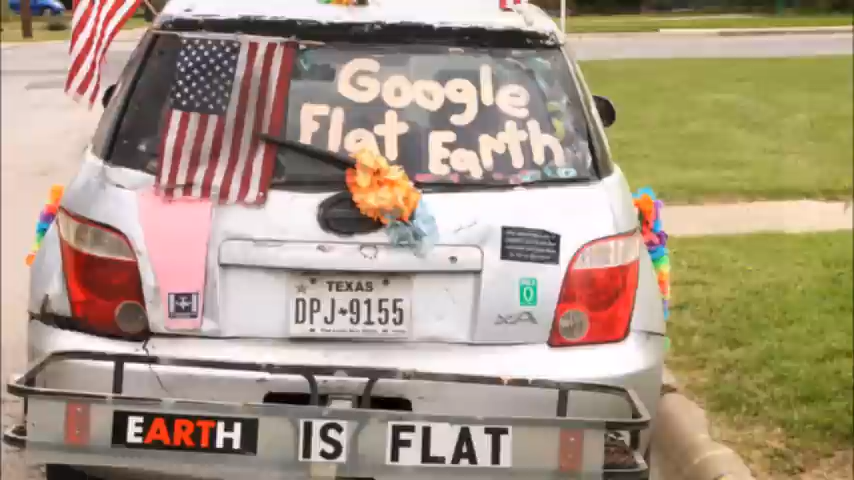 Google
Flat Earth
TEXAS
DPJ★9155
xA
EARTH IS FLAT